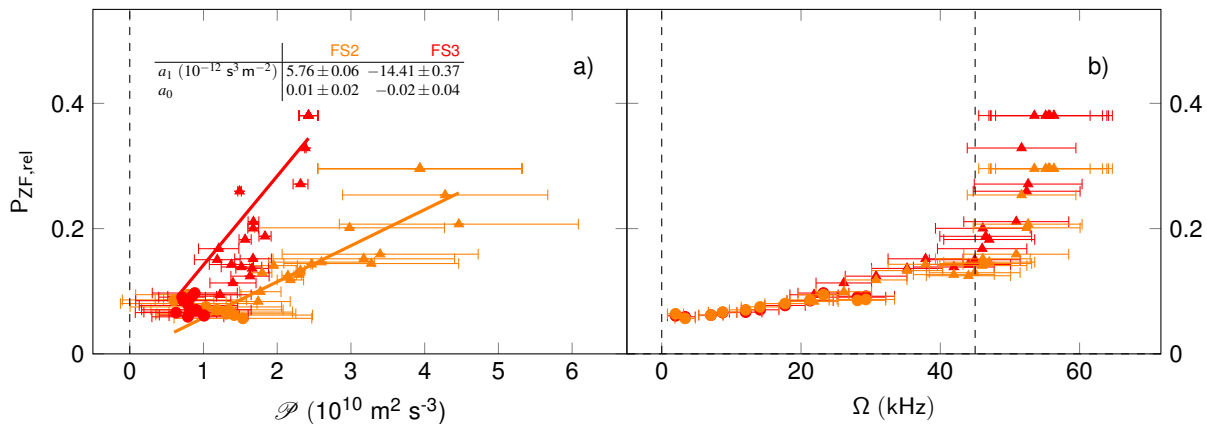 FS2 FS3
a₁ (10⁻¹² s³ m⁻²) 5.76 ± 0.06 −14.41 ± 0.37
a₀ 0.01 ± 0.02 −0.02 ± 0.04
a)
b)
P_ZF,rel
0.4
0.2
0
0.4
0.2
0
0 1 2 3 4 5 6
0 20 40 60
𝒫 (10¹⁰ m² s⁻³)
Ω (kHz)